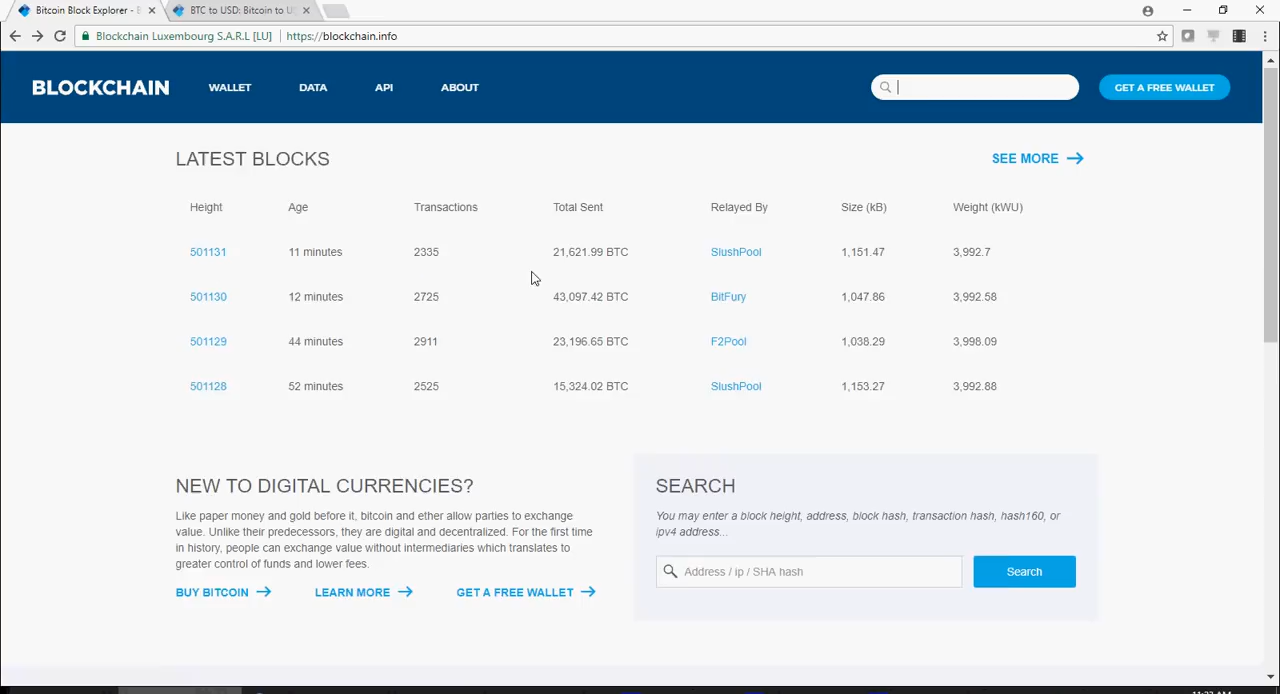 Bitcoin Block Explorer -
BTC to USD: Bitcoin to U
Blockchain Luxembourg S.A.R.L [LU] https://blockchain.info
BLOCKCHAIN WALLET DATA API ABOUT GET A FREE WALLET
LATEST BLOCKS SEE MORE
Height Age Transactions Total Sent Relayed By Size (kB) Weight (kWU)
501131 11 minutes 2335 21,621.99 BTC SlushPool 1,151.47 3,992.7
501130 12 minutes 2725 43,097.42 BTC BitFury 1,047.86 3,992.58
501129 44 minutes 2911 23,196.65 BTC F2Pool 1,038.29 3,998.09
501128 52 minutes 2525 15,324.02 BTC SlushPool 1,153.27 3,992.88
NEW TO DIGITAL CURRENCIES?
Like paper money and gold before it, bitcoin and ether allow parties to exchange
value. Unlike their predecessors, they are digital and decentralized. For the first time
in history, people can exchange value without intermediaries which translates to
greater control of funds and lower fees.
BUY BITCOIN LEARN MORE GET A FREE WALLET
SEARCH
You may enter a block height, address, block hash, transaction hash, hash160, or
ipv4 address...
Address / ip / SHA hash Search